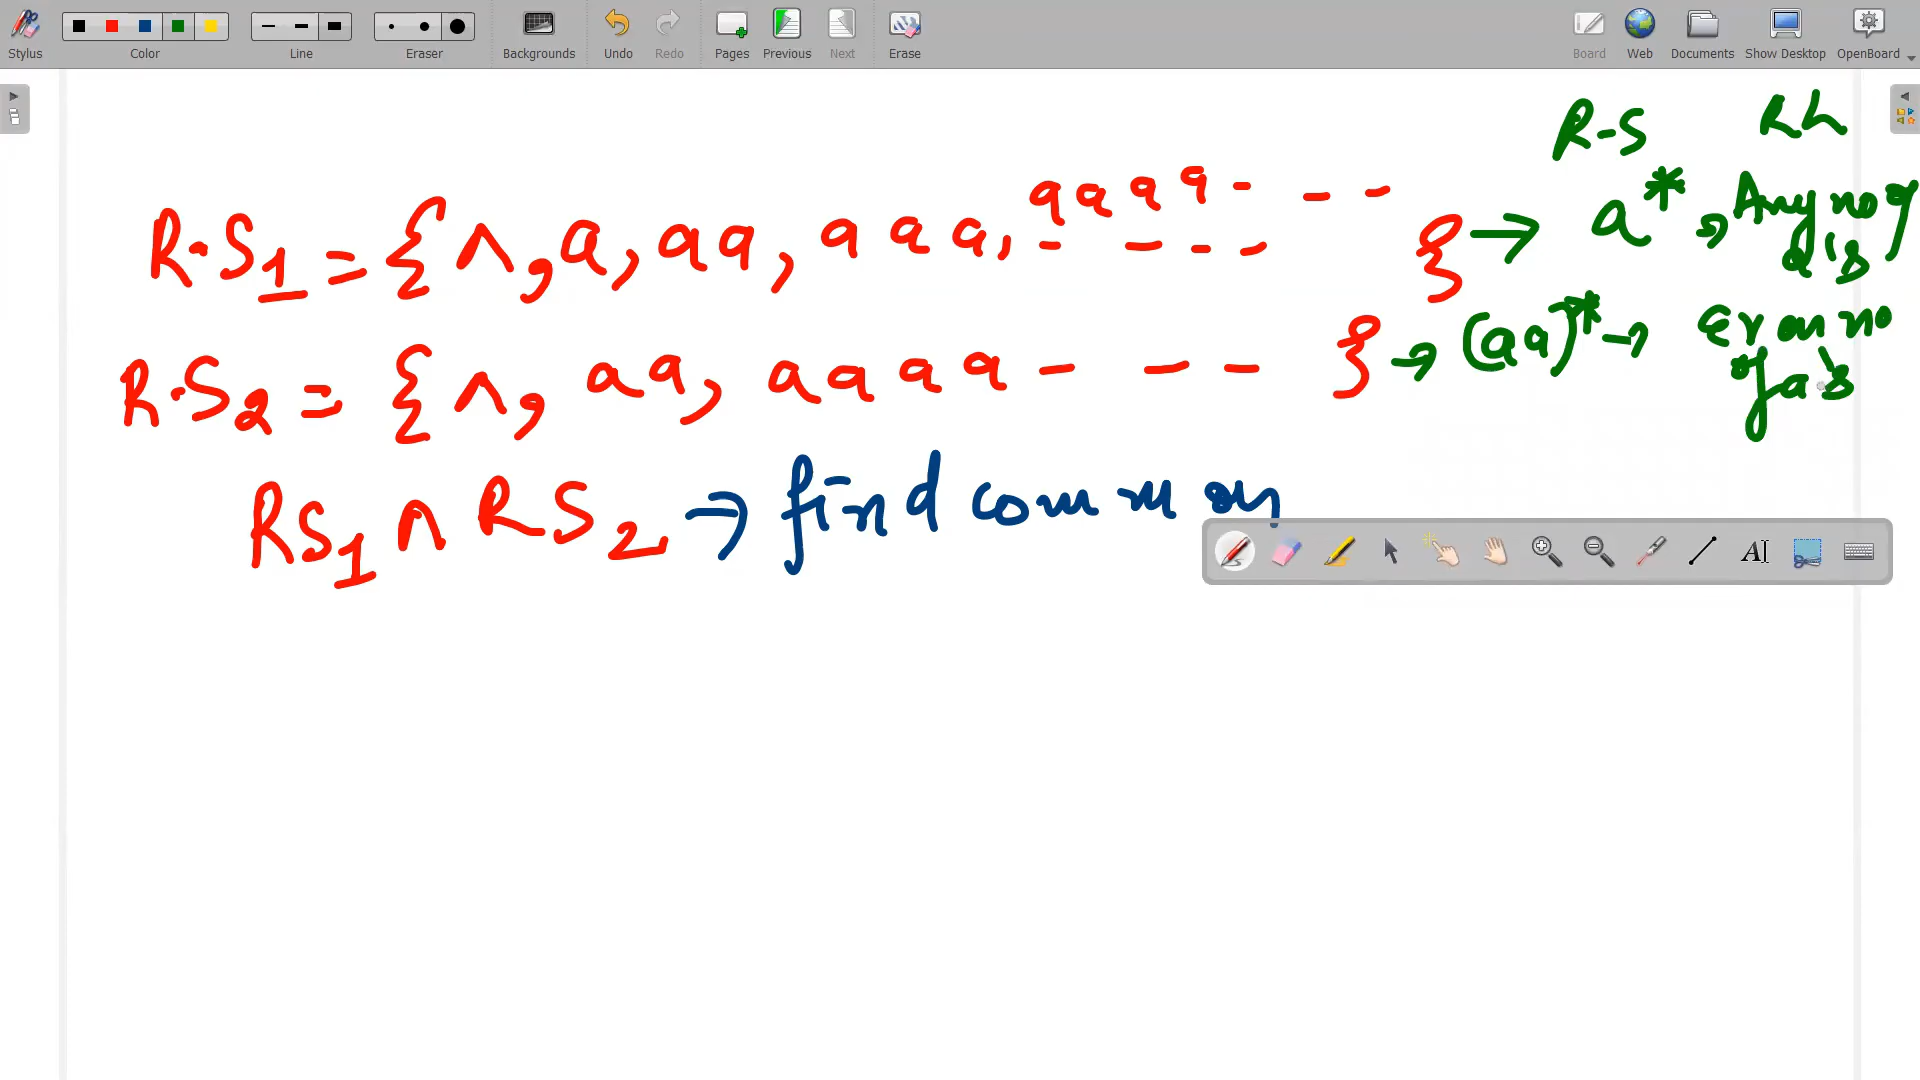 Stylus Color Line Eraser Backgrounds Undo Redo Pages Previous Next Erase Board Web Documents Show Desktop OpenBoard
R-S RL
R.S1 = {∧, a, aa, aaa, aaaa - - - - - - - } → a* → Any no of a's
R.S2 = {∧, aa, aaaa - - - } → (aa)* → Even no of a's
RS1 ∧ RS2 → find common
AI